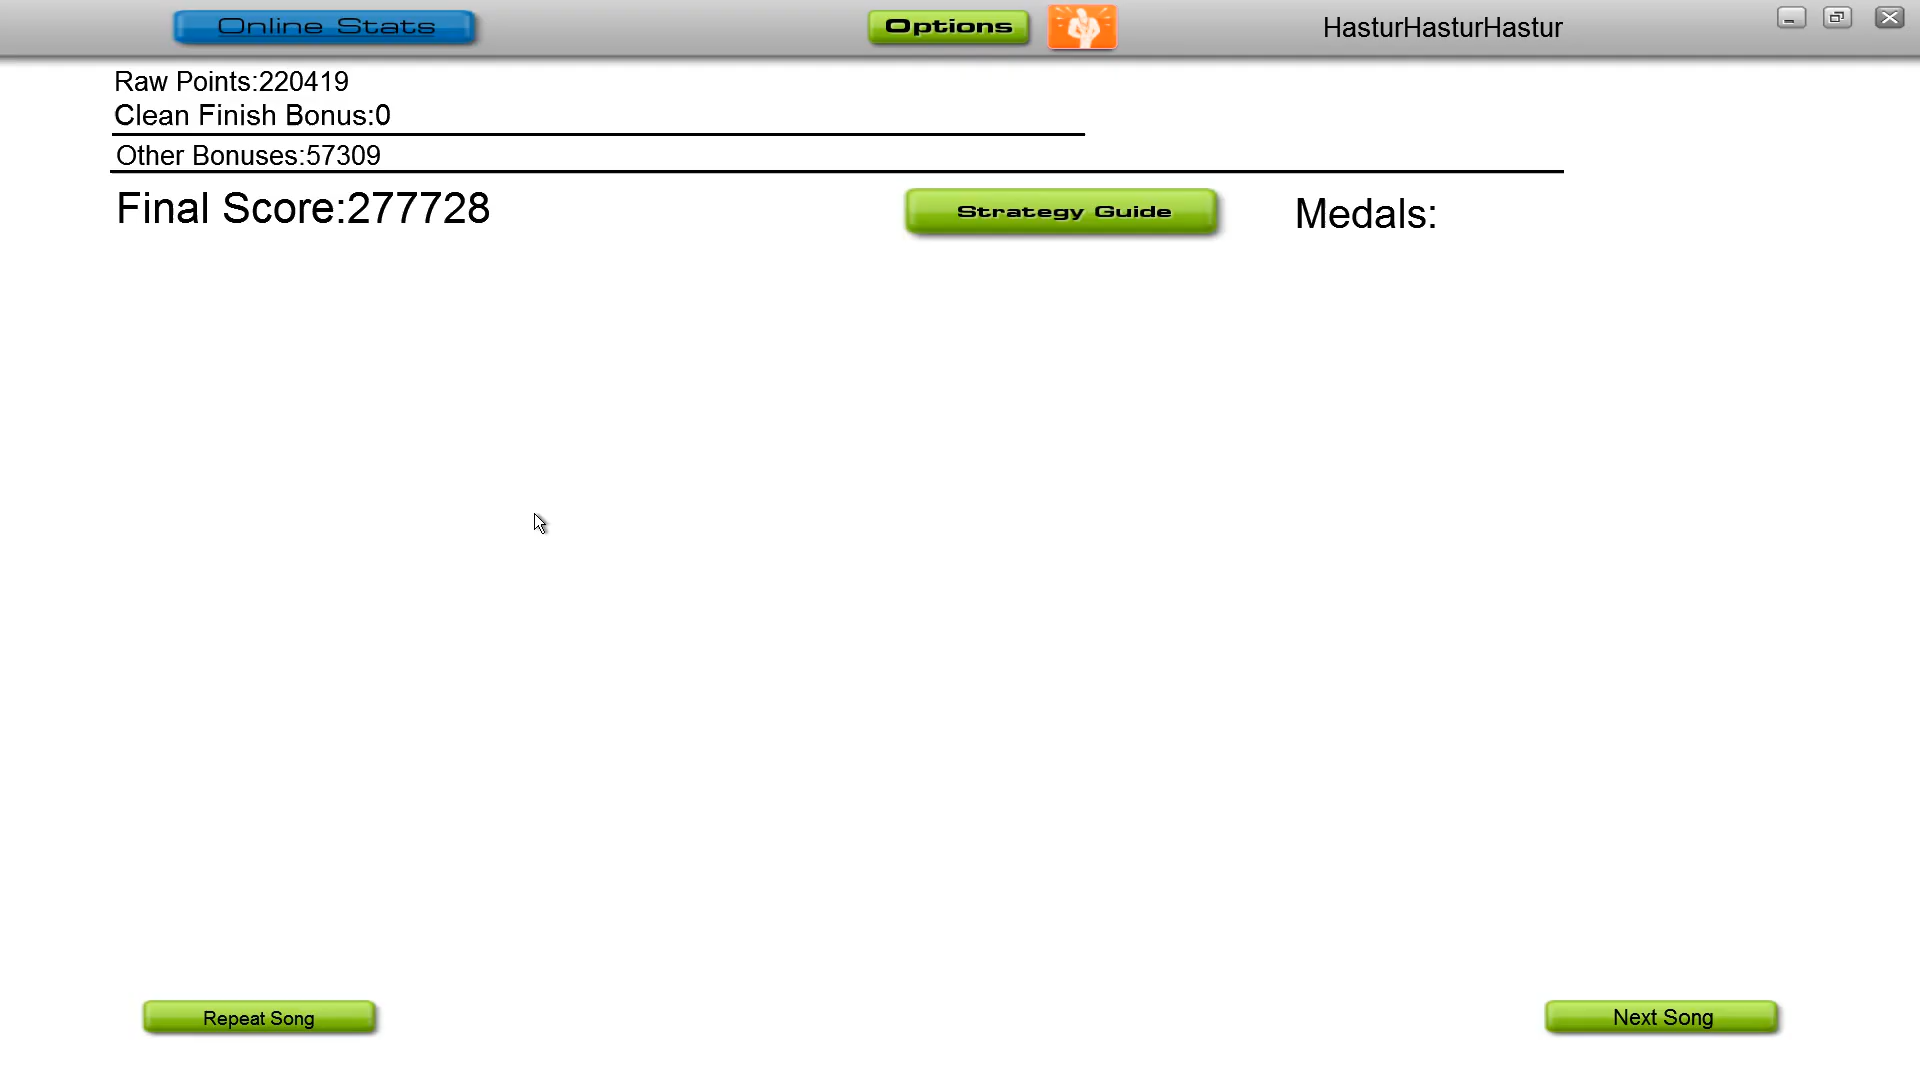 Online Stats
Options
HasturHasturHastur
Raw Points:220419
Clean Finish Bonus:0
Other Bonuses:57309
Final Score:277728
Strategy Guide
Medals:
Repeat Song
Next Song